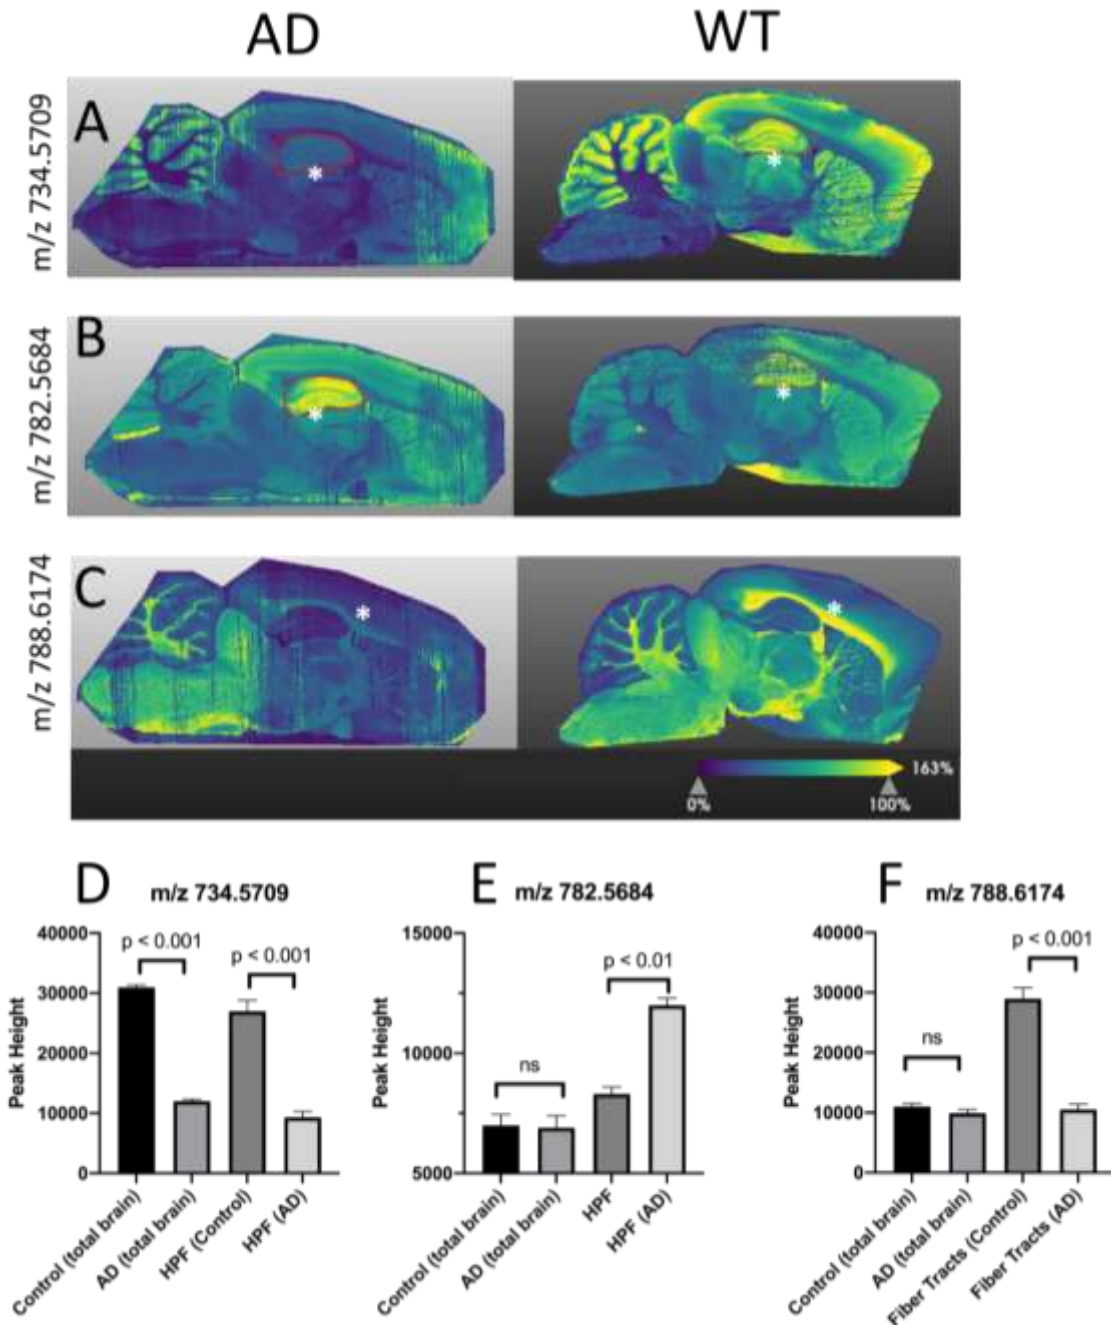 AD
WT
A
m/z 734.5709
*
*
B
m/z 782.5684
*
*
C
m/z 788.6174
*
*
163%
0%
100%
D
m/z 734.5709
Peak Height
40000
30000
20000
10000
0
p < 0.001
p < 0.001
Control (total brain)
AD (total brain)
HPF (Control)
HPF (AD)
E
m/z 782.5684
Peak Height
15000
10000
5000
ns
p < 0.01
Control (total brain)
AD (total brain)
HPF
HPF (AD)
F
m/z 788.6174
Peak Height
40000
30000
20000
10000
0
ns
p < 0.001
Control (total brain)
AD (total brain)
Fiber Tracts (Control)
Fiber Tracts (AD)